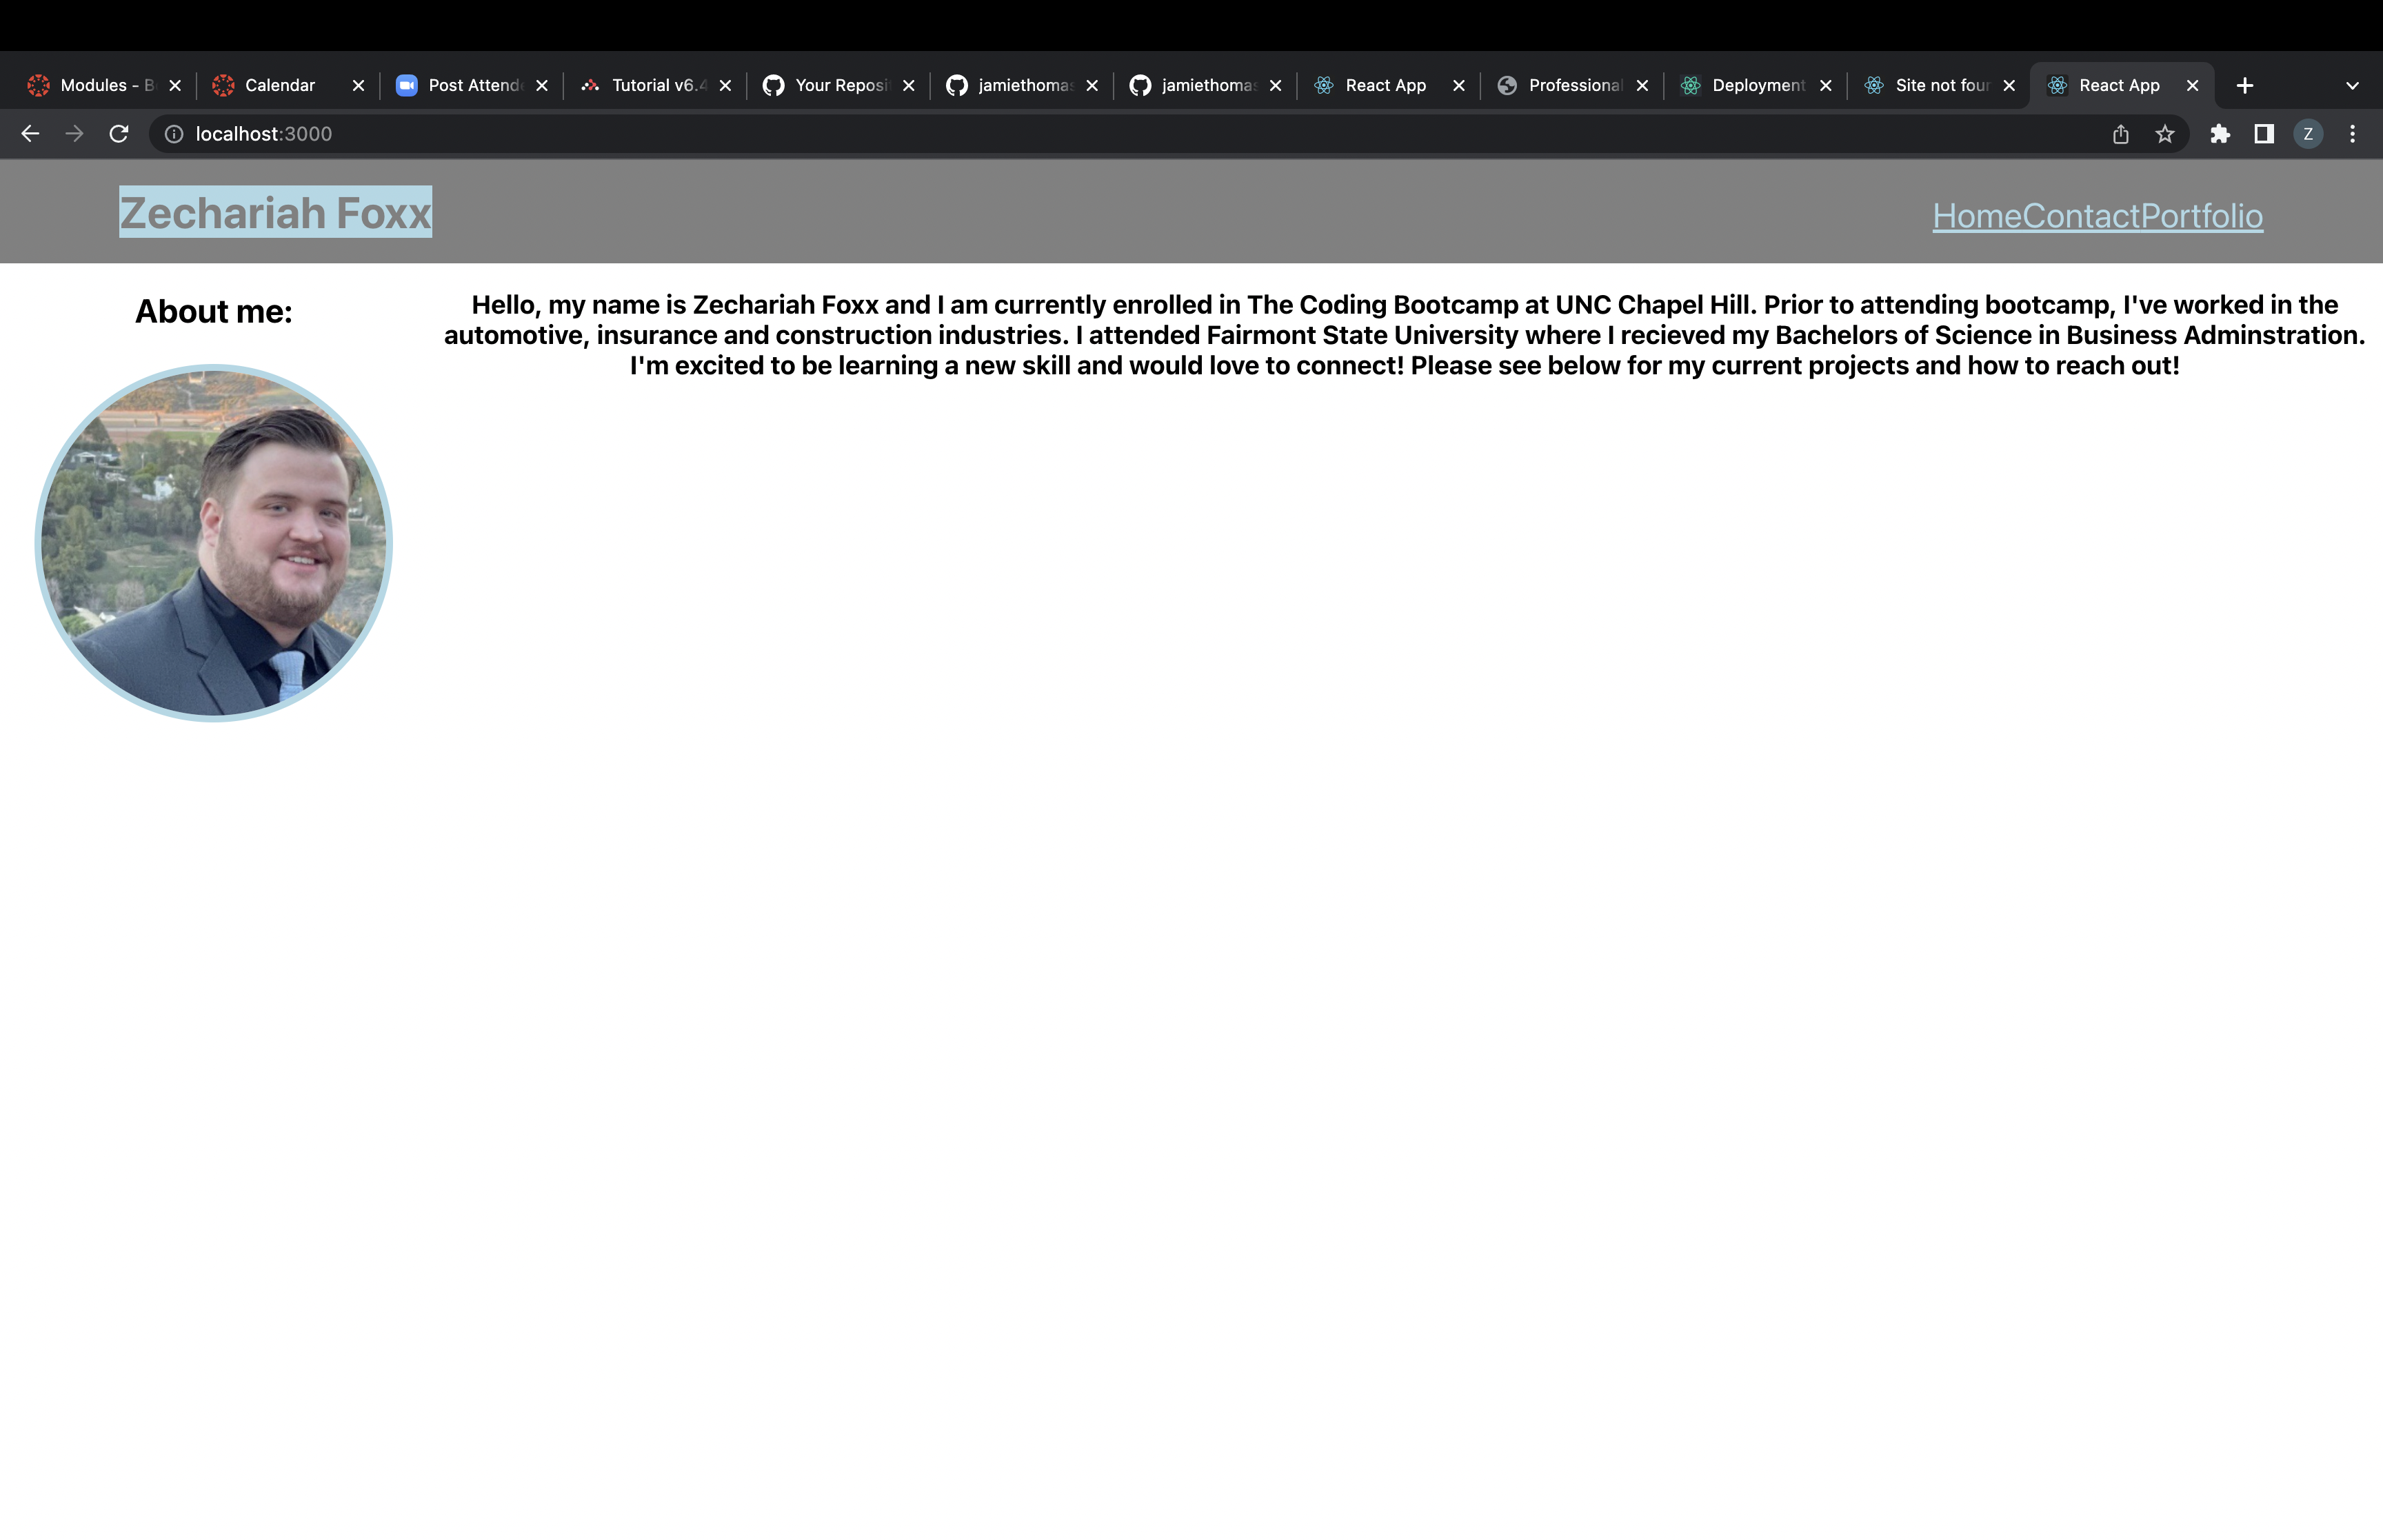 Modules - B
Calendar
Post Attend
Tutorial v6.4
Your Reposi
jamiethomas
jamiethomas
React App
Professional
Deployment
Site not four
React App
localhost:3000
Z
Zechariah Foxx
HomeContactPortfolio
About me:
Hello, my name is Zechariah Foxx and I am currently enrolled in The Coding Bootcamp at UNC Chapel Hill. Prior to attending bootcamp, I've worked in the
automotive, insurance and construction industries. I attended Fairmont State University where I recieved my Bachelors of Science in Business Adminstration.
I'm excited to be learning a new skill and would love to connect! Please see below for my current projects and how to reach out!